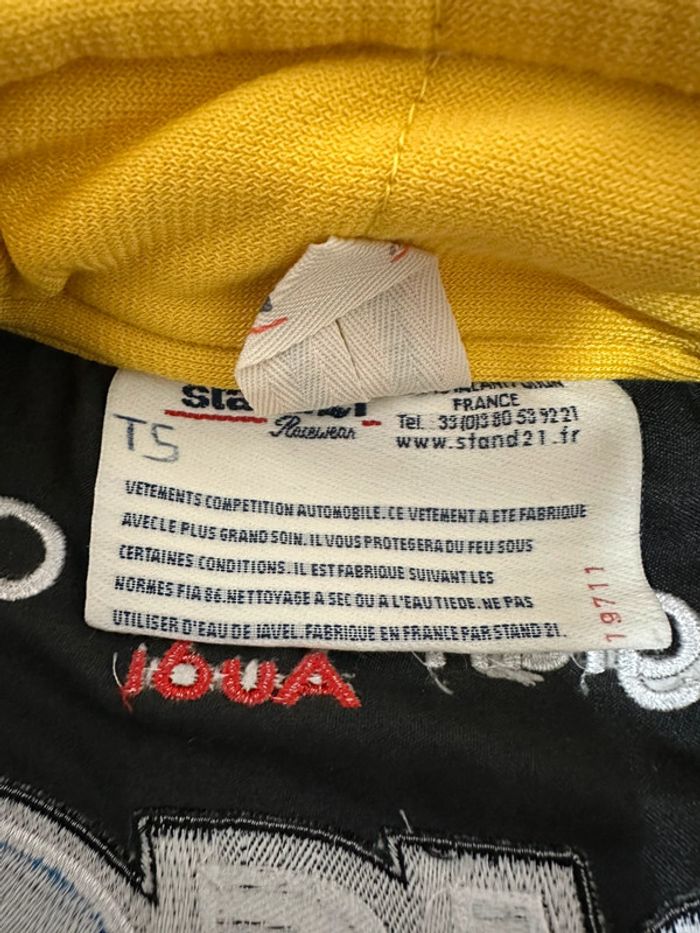 FRANCE
Racewear
Tel. 33(0)3 80 53 92 21
www.stand21.fr
TS
VETEMENTS COMPETITION AUTOMOBILE.CE VETEMENT A ETE FABRIQUE
AVEC LE PLUS GRAND SOIN. IL VOUS PROTEGERA DU FEU SOUS
CERTAINES CONDITIONS. IL EST FABRIQUE SUIVANT LES
NORMES FIA 86.NETTOYAGE A SEC OU A L'EAU TIEDE. NE PAS
UTILISER D'EAU DE JAVEL.FABRIQUE EN FRANCE PAR STAND 21.
19711